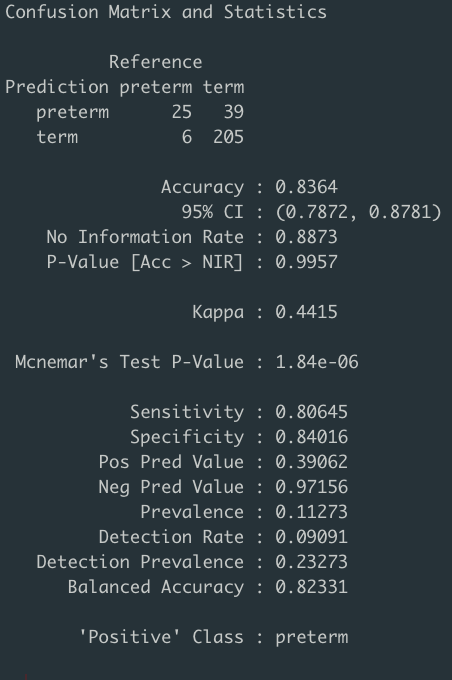 Confusion Matrix and Statistics
Reference
Prediction preterm term
preterm 25 39
term 6 205
Accuracy : 0.8364
95% CI : (0.7872, 0.8781)
No Information Rate : 0.8873
P-Value [Acc > NIR] : 0.9957
Kappa : 0.4415
Mcnemar's Test P-Value : 1.84e-06
Sensitivity : 0.80645
Specificity : 0.84016
Pos Pred Value : 0.39062
Neg Pred Value : 0.97156
Prevalence : 0.11273
Detection Rate : 0.09091
Detection Prevalence : 0.23273
Balanced Accuracy : 0.82331
'Positive' Class : preterm